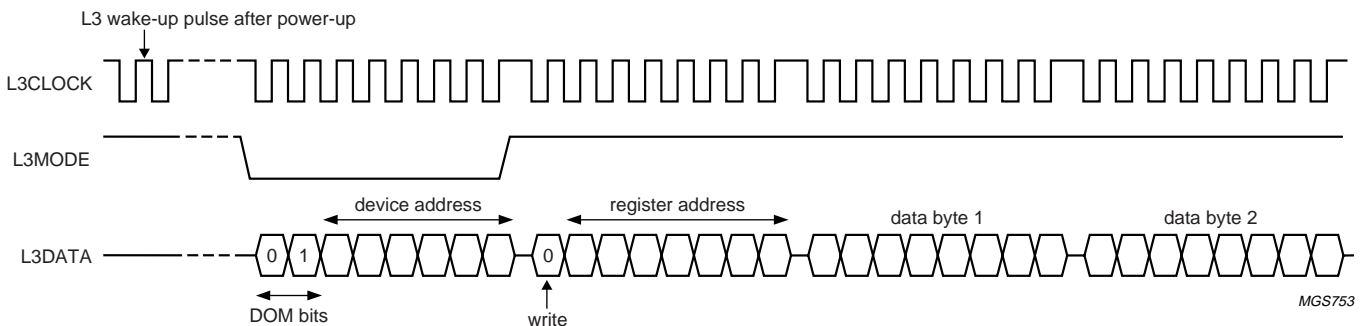 L3 wake-up pulse after power-up
L3CLOCK
L3MODE
device address
register address
data byte 1
data byte 2
L3DATA
0 1
0
DOM bits
write
MGS753